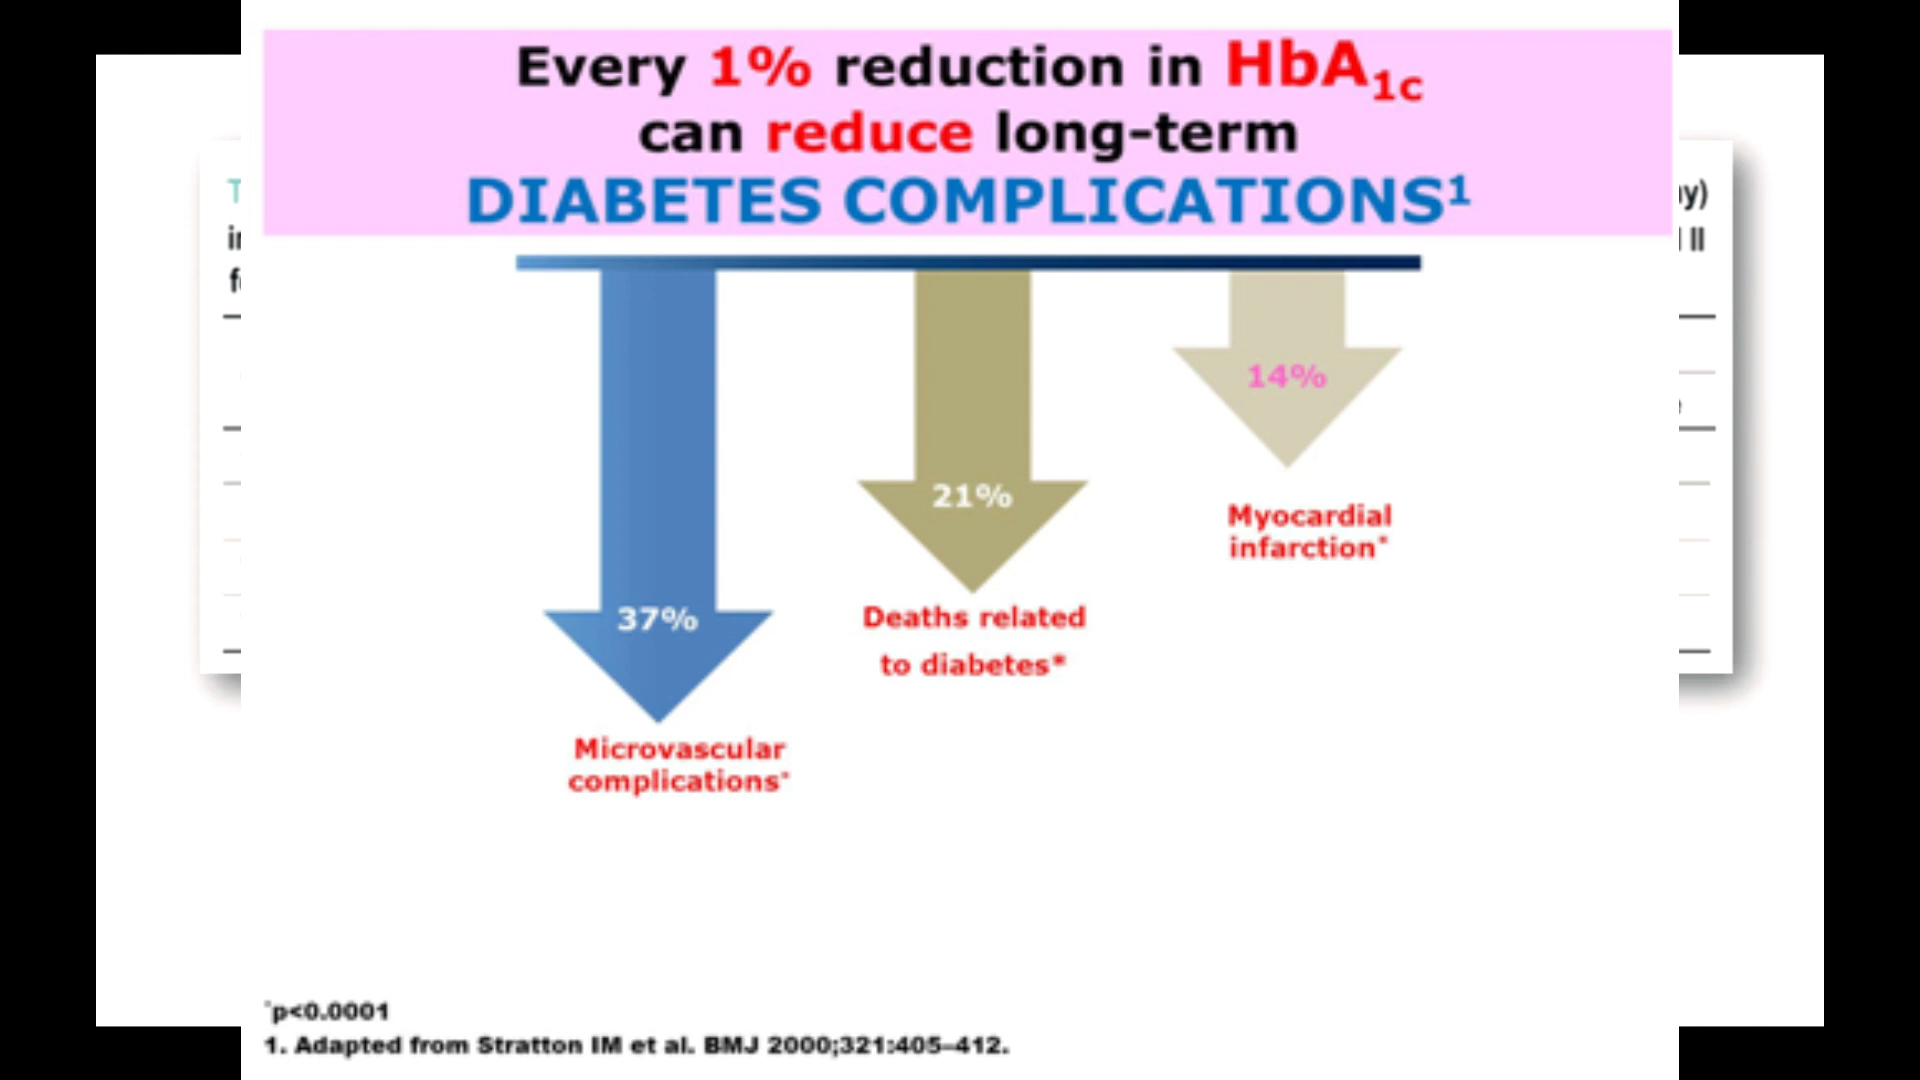 Every 1% reduction in HbA1c
can reduce long-term
DIABETES COMPLICATIONS¹
14%
21%
Myocardial
infarction*
37%
Deaths related
to diabetes*
Microvascular
complications*
*p<0.0001
1. Adapted from Stratton IM et al. BMJ 2000;321:405–412.